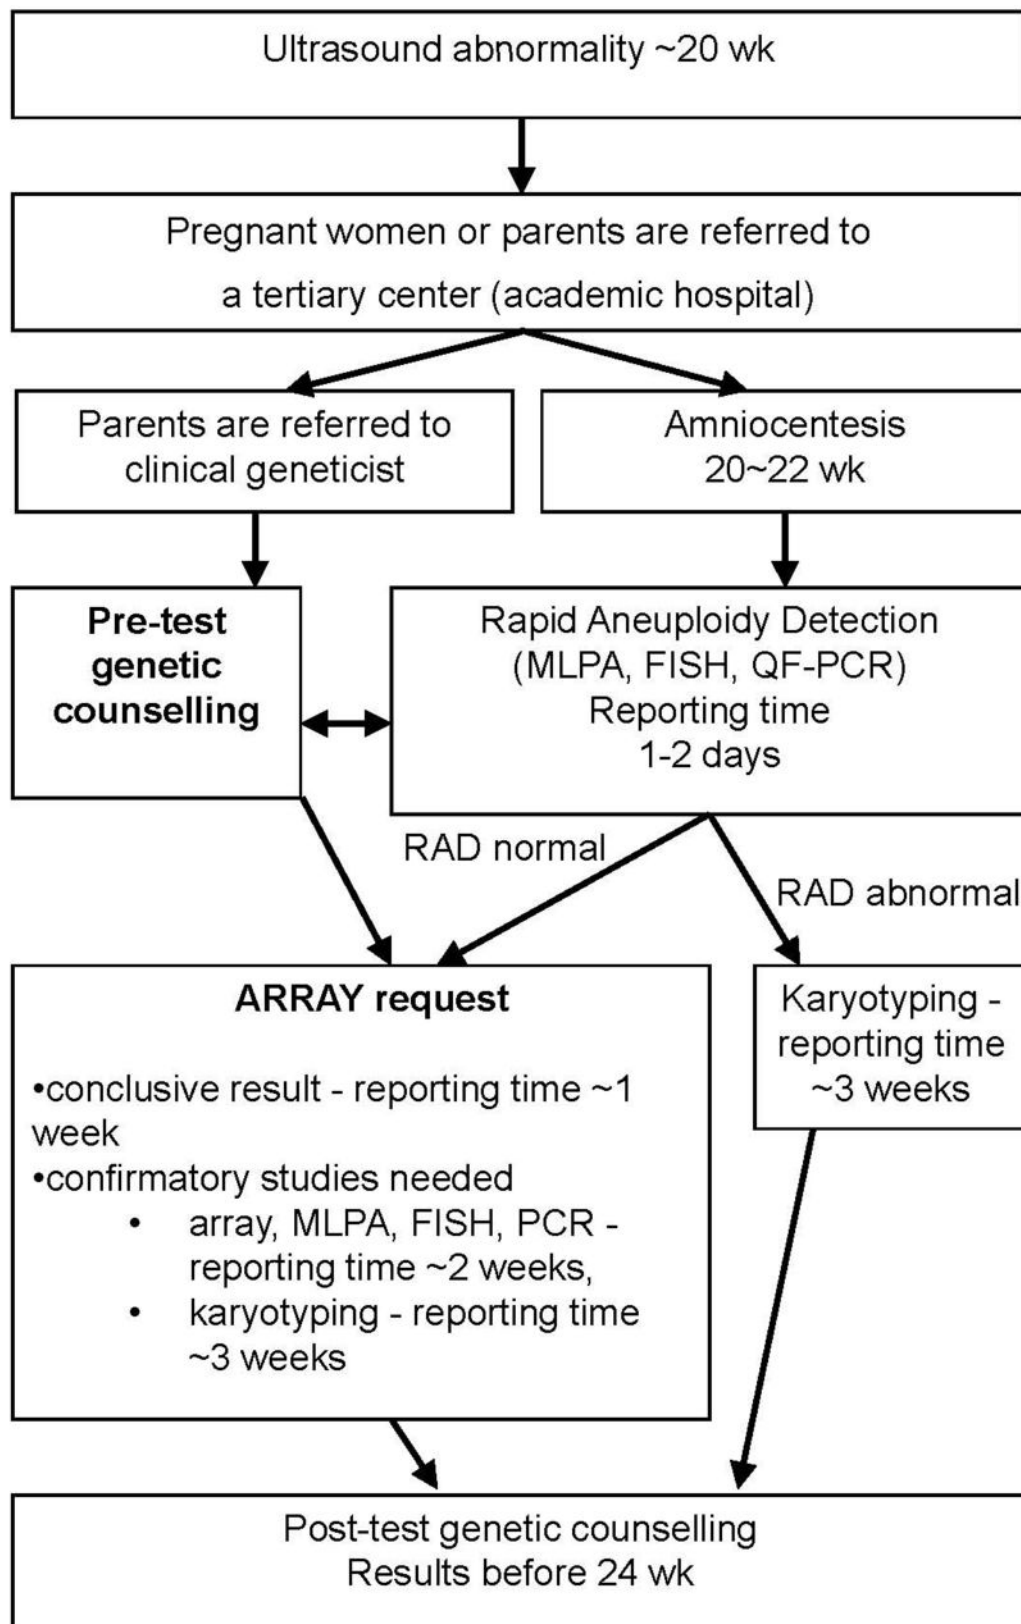 Ultrasound abnormality ~20 wk
Pregnant women or parents are referred to
a tertiary center (academic hospital)
Parents are referred to
clinical geneticist
Amniocentesis
20~22 wk
Pre-test
genetic
counselling
Rapid Aneuploidy Detection
(MLPA, FISH, QF-PCR)
Reporting time
1-2 days
RAD normal
RAD abnormal
ARRAY request
•conclusive result - reporting time ~1
week
•confirmatory studies needed
• array, MLPA, FISH, PCR -
reporting time ~2 weeks,
• karyotyping - reporting time
~3 weeks
Karyotyping -
reporting time
~3 weeks
Post-test genetic counselling
Results before 24 wk